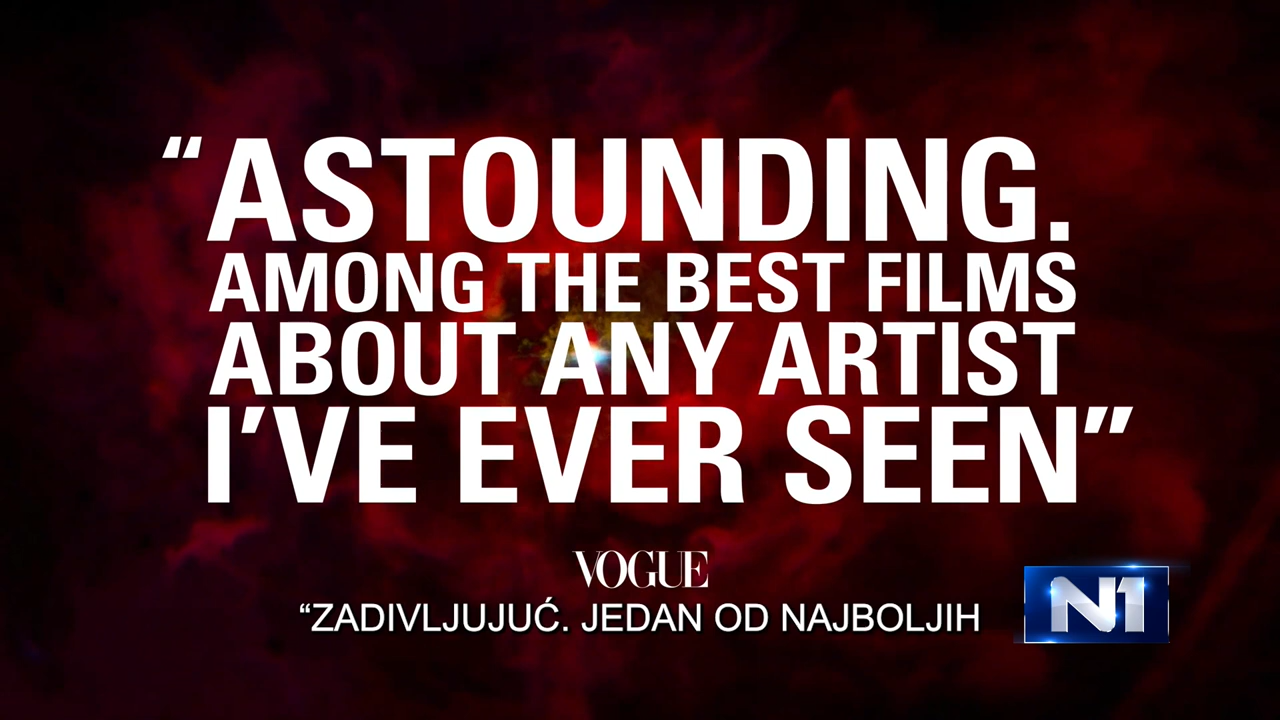 “ASTOUNDING.
AMONG THE BEST FILMS
ABOUT ANY ARTIST
I’VE EVER SEEN”
VOGUE
“ZADIVLJUJUĆ. JEDAN OD NAJBOLJIH
N1